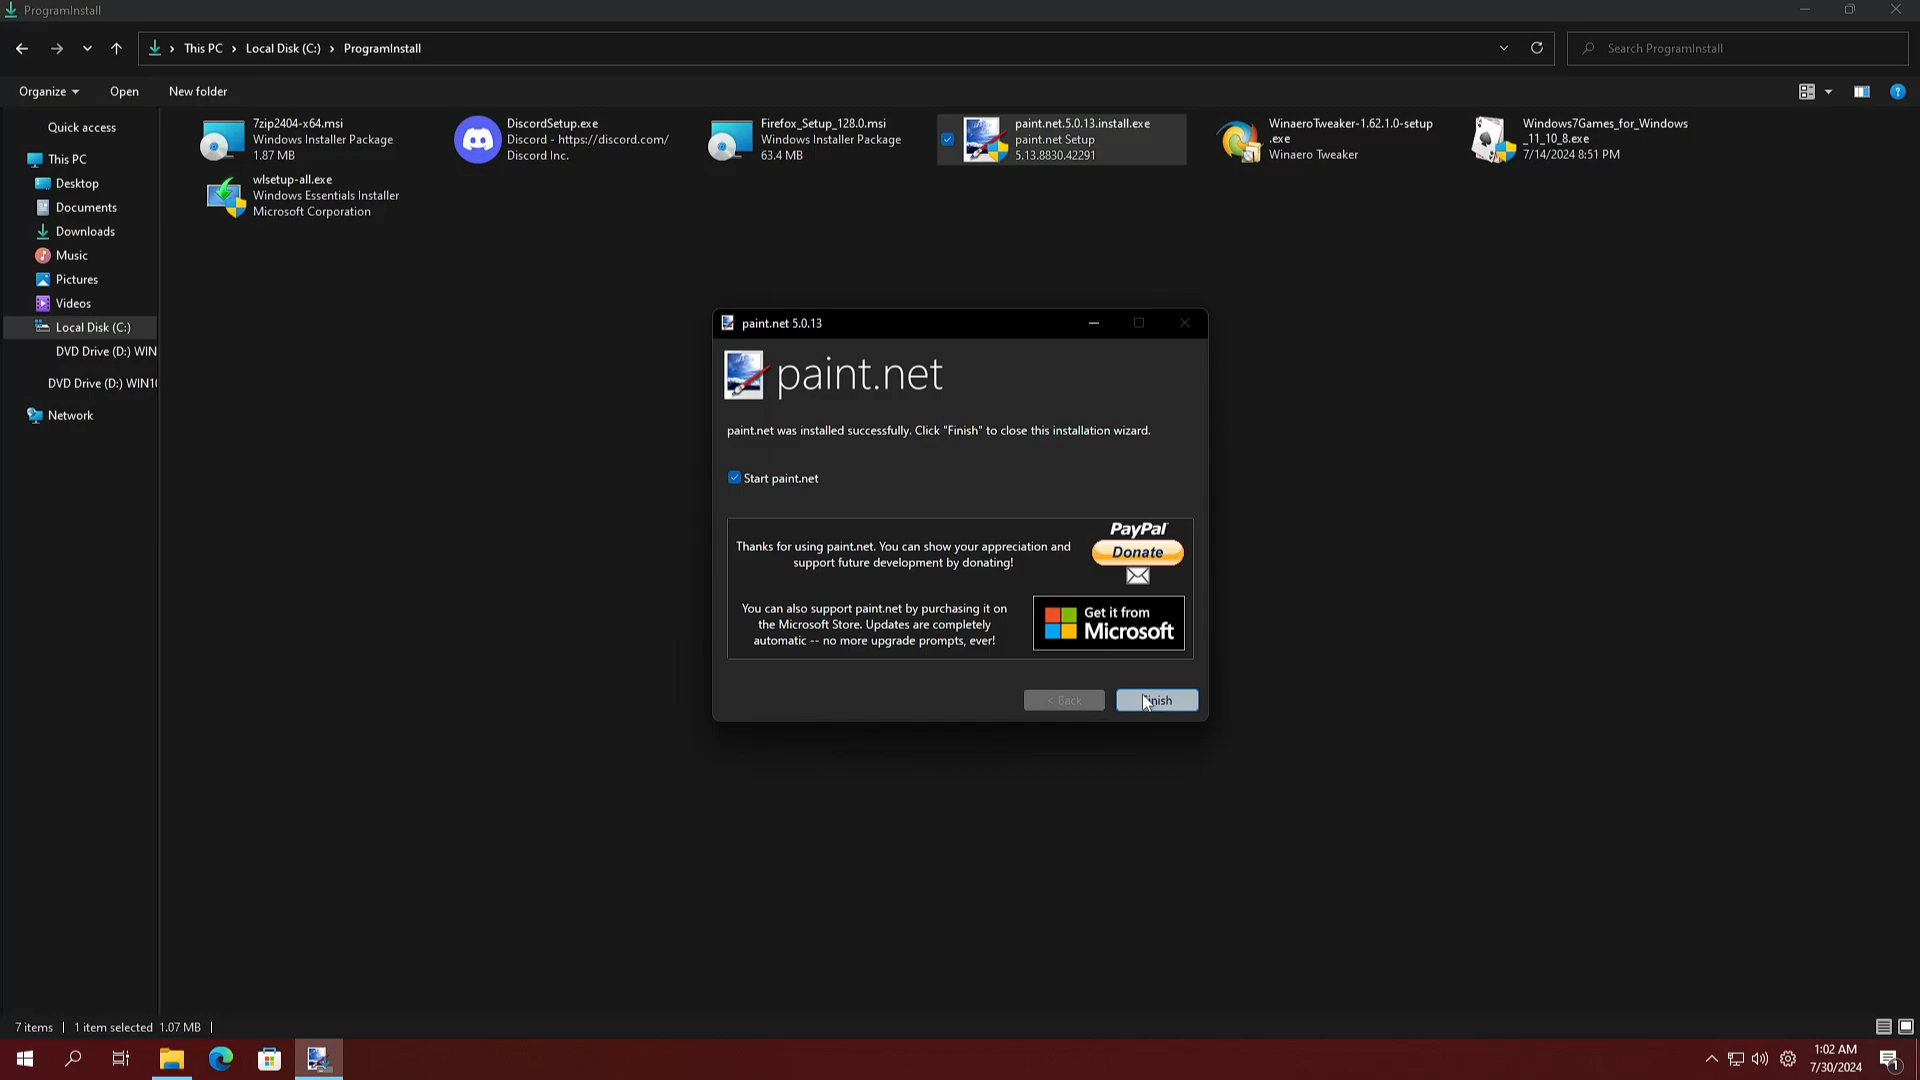 ProgramInstall
This PC
Local Disk (C:)
ProgramInstall
Search ProgramInstall
Organize
Open
New folder
Quick access
This PC
Desktop
Documents
Downloads
Music
Pictures
Videos
Local Disk (C:)
DVD Drive (D:) WIN
DVD Drive (D:) WIN1
Network
7zip2404-x64.msi
Windows Installer Package
1.87 MB
DiscordSetup.exe
Discord - https://discord.com/
Discord Inc.
Firefox_Setup_128.0.msi
Windows Installer Package
63.4 MB
paint.net.5.0.13.install.exe
paint.net Setup
5.13.8830.42291
WinaeroTweaker-1.62.1.0-setup
.exe
Winaero Tweaker
Windows7Games_for_Windows
_11_10_8.exe
7/14/2024 8:51 PM
wlsetup-all.exe
Windows Essentials Installer
Microsoft Corporation
paint.net 5.0.13
paint.net
paint.net was installed successfully. Click "Finish" to close this installation wizard.
Start paint.net
Thanks for using paint.net. You can show your appreciation and
support future development by donating!
PayPal
Donate
You can also support paint.net by purchasing it on
the Microsoft Store. Updates are completely
automatic -- no more upgrade prompts, ever!
Get it from
Microsoft
< Back
7 items
1 item selected 1.07 MB
1:02 AM
7/30/2024
1